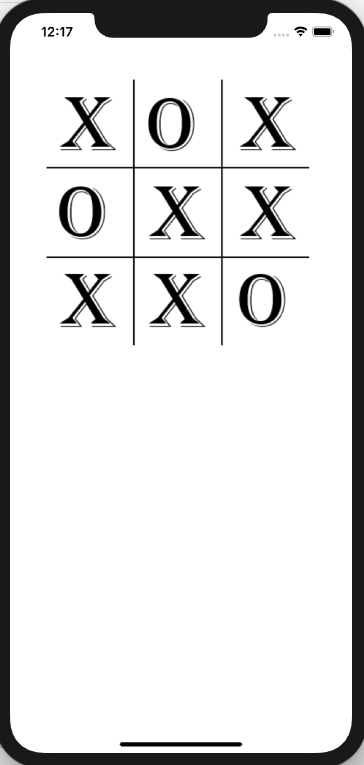 12:17
X O X
O X X
X X O